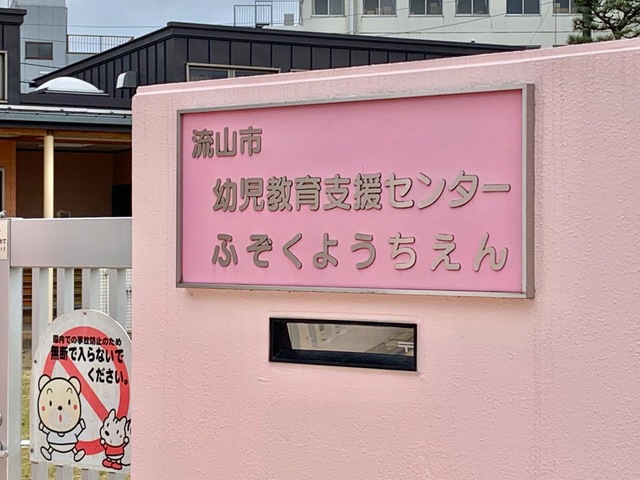 流山市
幼児教育支援センター
ふぞくようちえん
園内での事故防止のため
無断で入らないで
ください。